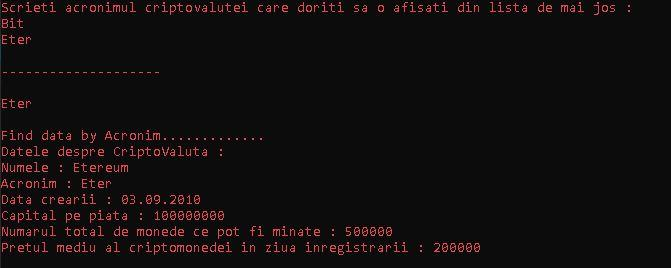 Scrieti acronimul criptovalutei care doriti sa o afisati din lista de mai jos :
Bit
Eter
--------------------
Eter
Find data by Acronim.............
Datele despre CriptoValuta :
Numele : Etereum
Acronim : Eter
Data crearii : 03.09.2010
Capital pe piata : 100000000
Numarul total de monede ce pot fi minate : 500000
Pretul mediu al criptomonedei in ziua inregistrarii : 200000